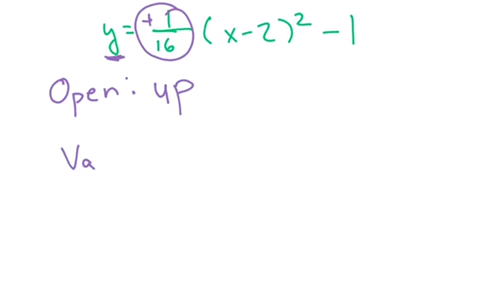 y = +1/16 (x-2)² - 1
Open: up
Va